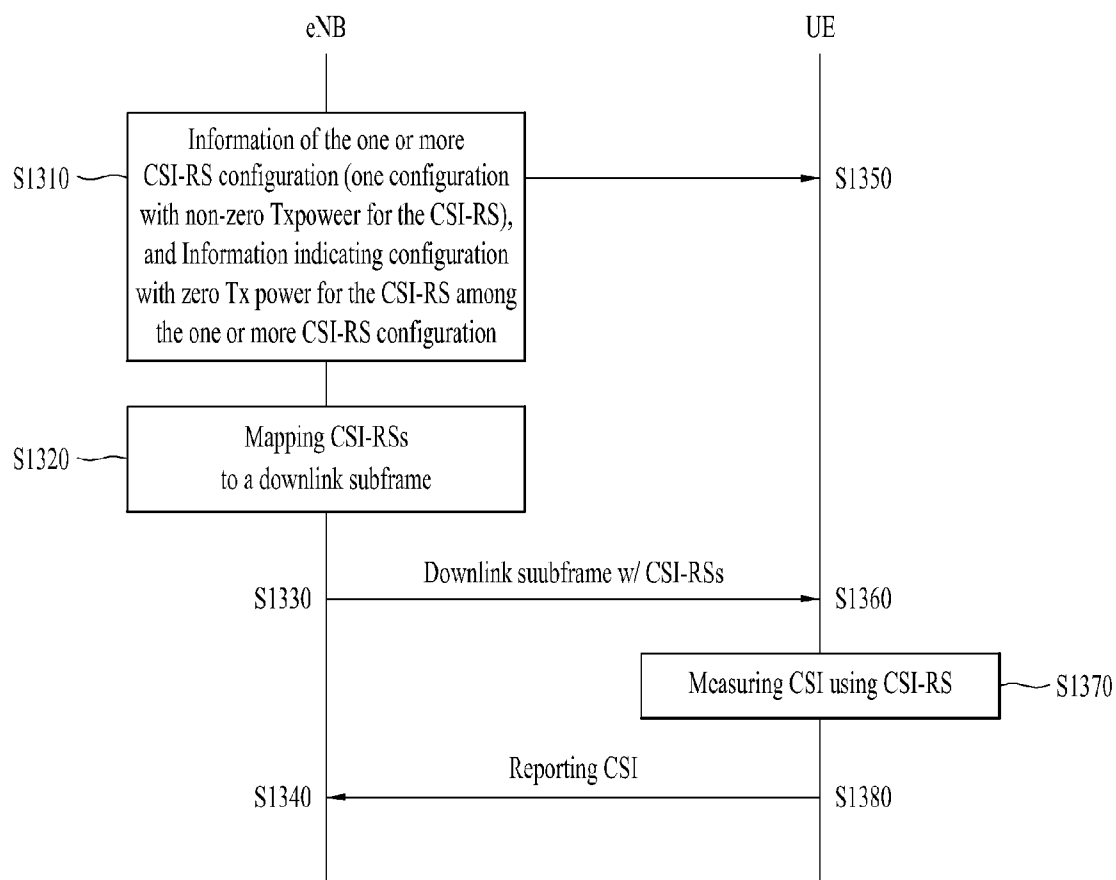 eNB
UE
Information of the one or more
CSI-RS configuration (one configuration
with non-zero Txpoweer for the CSI-RS),
and Information indicating configuration
with zero Tx power for the CSI-RS among
the one or more CSI-RS configuration
S1310
S1350
Mapping CSI-RSs
to a downlink subframe
S1320
Downlink suubframe w/ CSI-RSs
S1330
S1360
Measuring CSI using CSI-RS
S1370
Reporting CSI
S1340
S1380